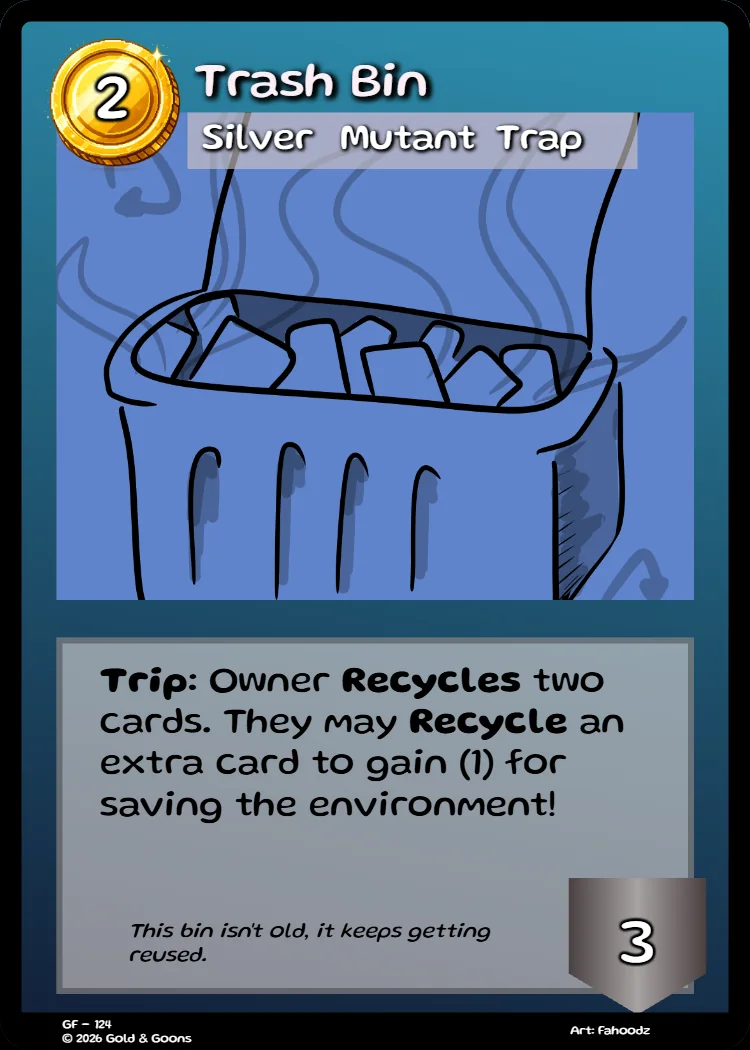 2
Trash Bin
Silver Mutant Trap
Trip: Owner Recycles two
cards. They may Recycle an
extra card to gain (1) for
saving the environment!
This bin isn't old, it keeps getting
reused.
3
GF - 124
© 2026 Gold & Goons
Art: Fahoodz